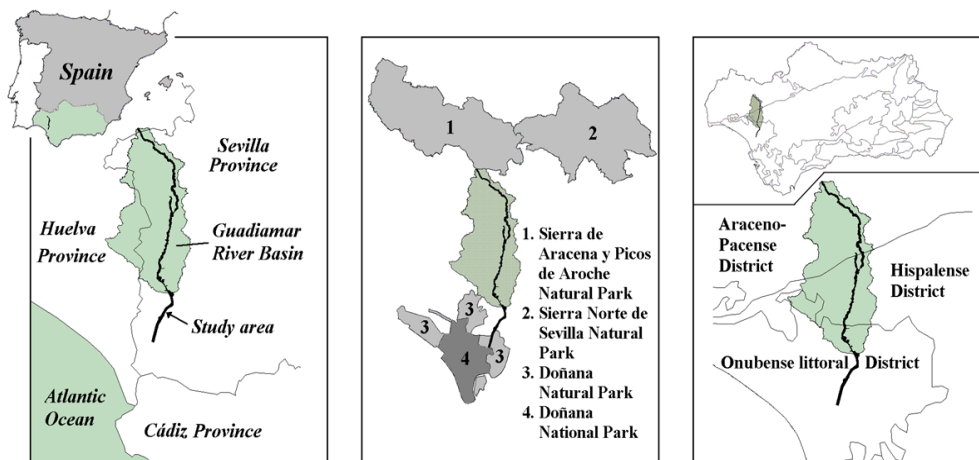 Spain
Sevilla
Province
Huelva
Province
Guadiamar
River Basin
Study area
Atlantic
Ocean
Cádiz Province
1
2
3
3
3
4
1. Sierra de
Aracena y Picos
de Aroche
Natural Park
2. Sierra Norte de
Sevilla Natural
Park
3. Doñana
Natural Park
4. Doñana
National Park
Araceno-
Pacense
District
Hispalense
District
Onubense littoral District